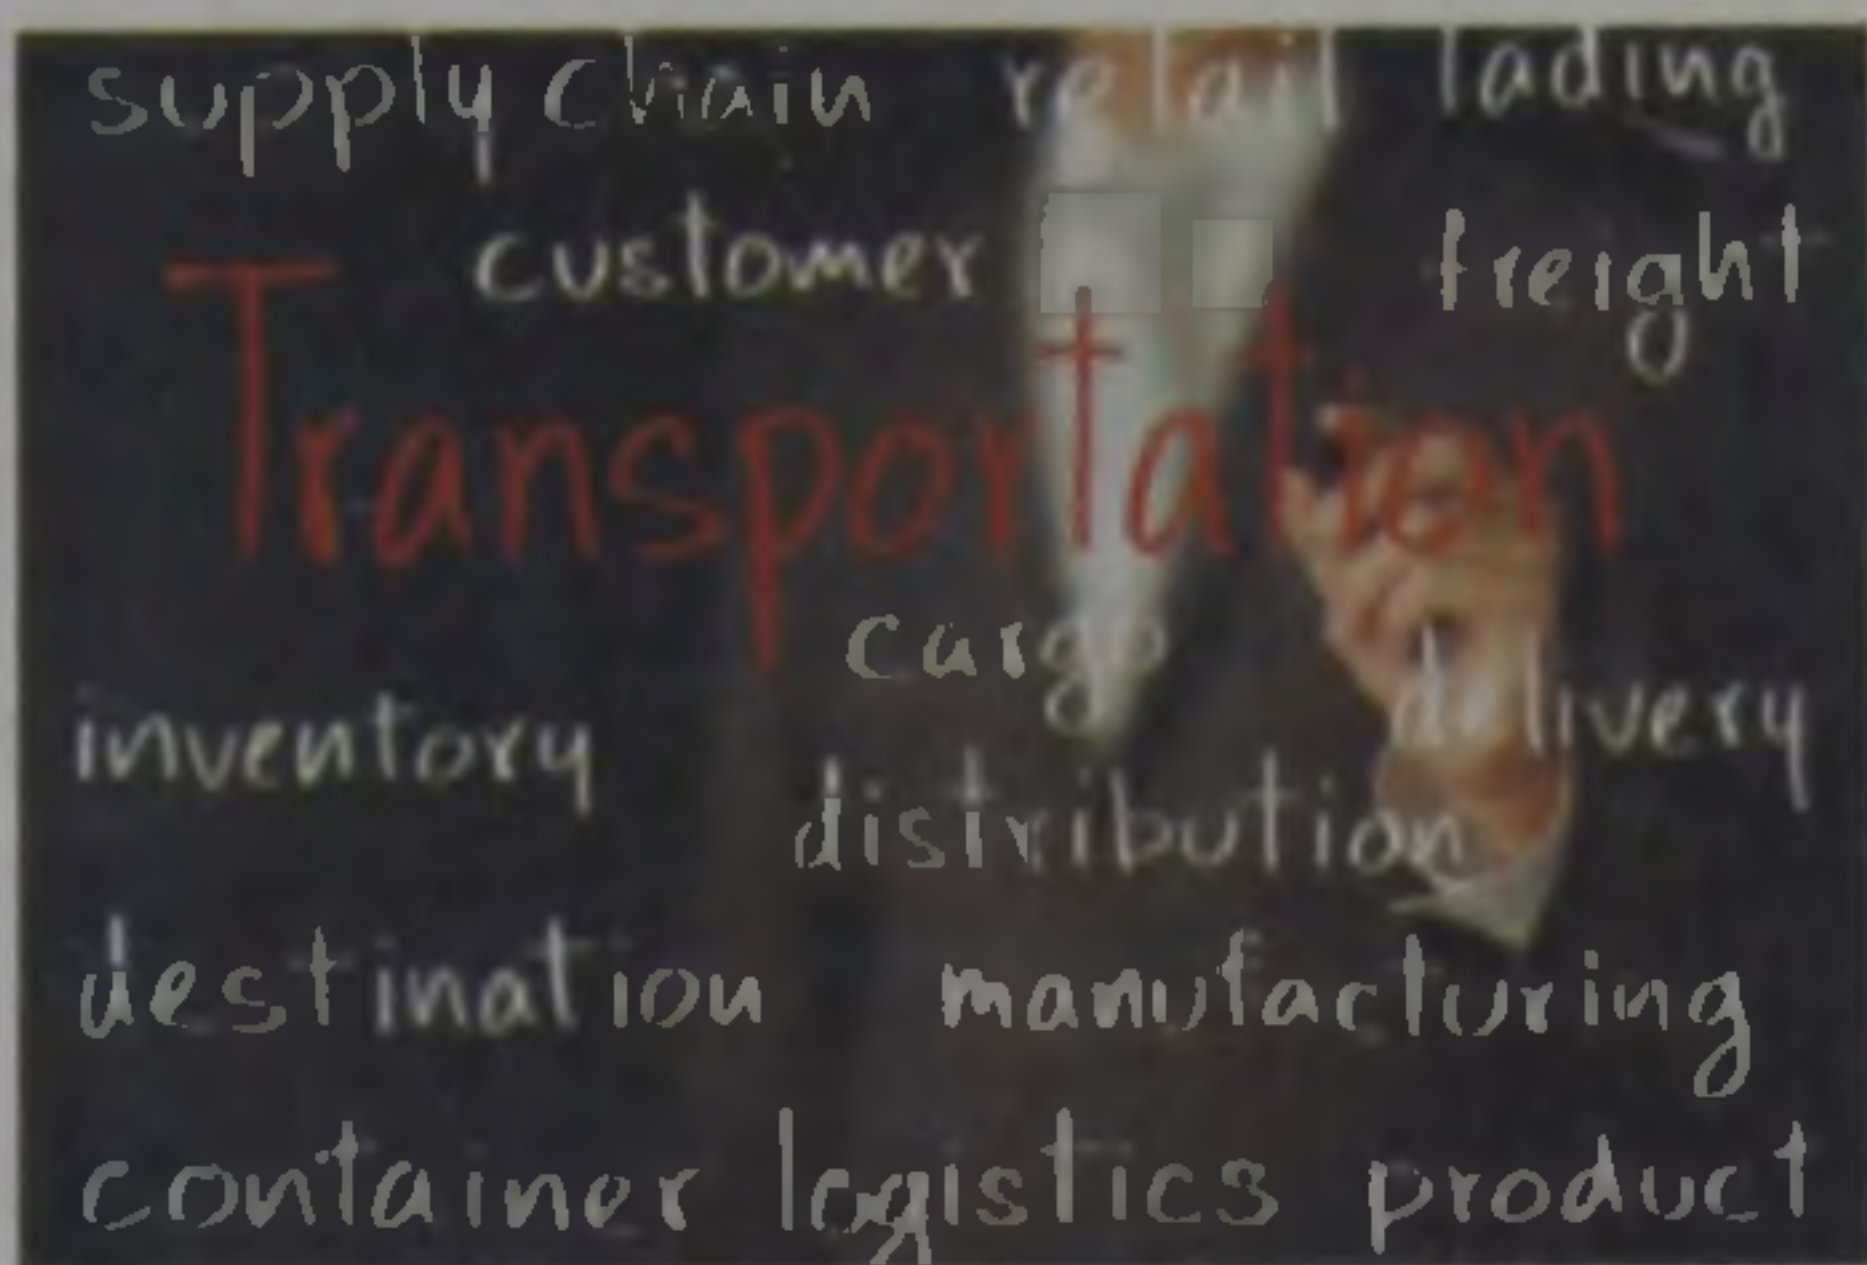 supply chain retail lading
customer freight
Transportation
cargo
inventory delivery
distribution
destination manufacturing
container logistics product